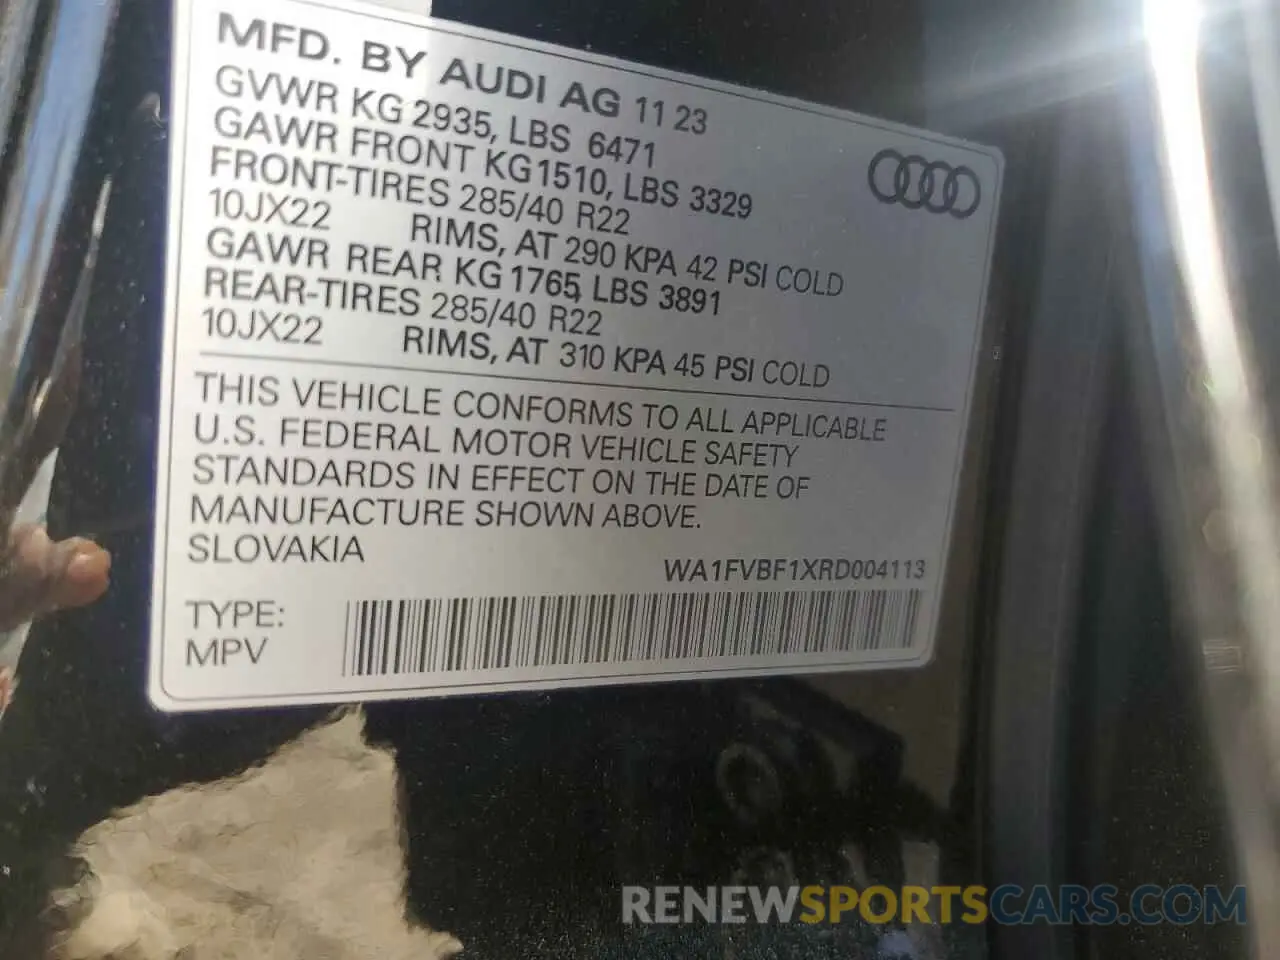 MFD. BY AUDI AG 11 23
GVWR KG 2935, LBS 6471
GAWR FRONT KG 1510, LBS 3329
FRONT-TIRES 285/40 R22
10JX22 RIMS, AT 290 KPA 42 PSI COLD
GAWR REAR KG 1765, LBS 3891
REAR-TIRES 285/40 R22
10JX22 RIMS, AT 310 KPA 45 PSI COLD
THIS VEHICLE CONFORMS TO ALL APPLICABLE
U.S. FEDERAL MOTOR VEHICLE SAFETY
STANDARDS IN EFFECT ON THE DATE OF
MANUFACTURE SHOWN ABOVE.
SLOVAKIA
WA1FVBF1XRD004113
TYPE:
MPV
RENEWSPORTSCARS.COM